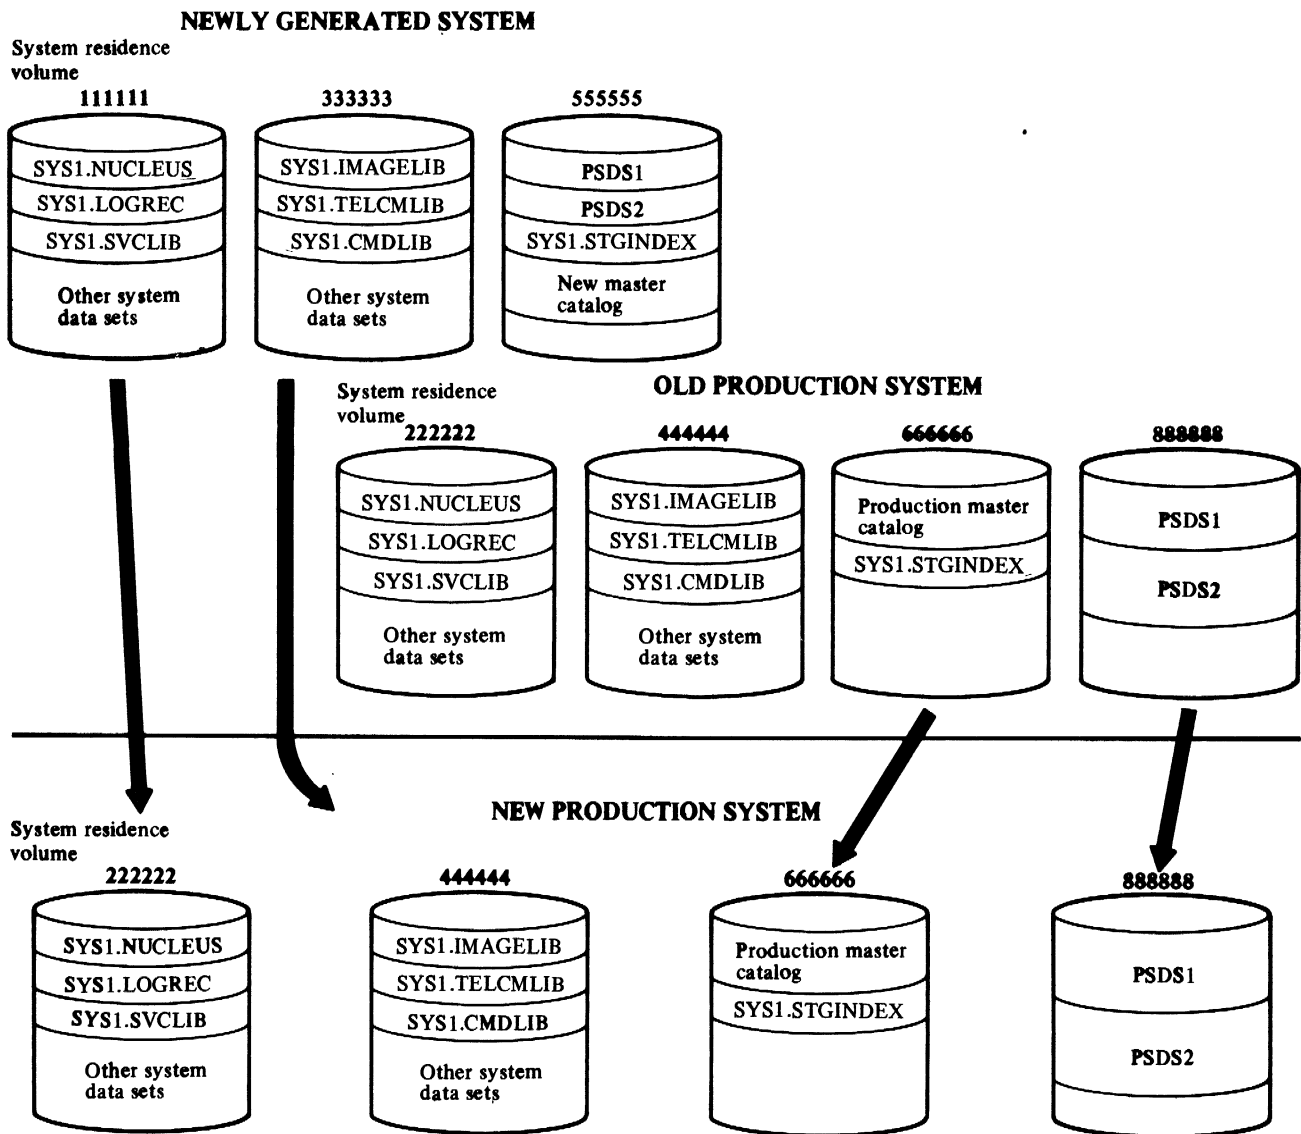 NEWLY GENERATED SYSTEM
System residence
volume
111111
333333
555555
SYS1.NUCLEUS
SYS1.LOGREC
SYS1.SVCLIB
Other system
data sets
SYS1.IMAGELIB
SYS1.TELCMLIB
SYS1.CMDLIB
Other system
data sets
PSDS1
PSDS2
SYS1.STGINDEX
New master
catalog
OLD PRODUCTION SYSTEM
System residence
volume
222222
444444
666666
888888
SYS1.NUCLEUS
SYS1.LOGREC
SYS1.SVCLIB
Other system
data sets
SYS1.IMAGELIB
SYS1.TELCMLIB
SYS1.CMDLIB
Other system
data sets
Production master
catalog
SYS1.STGINDEX
PSDS1
PSDS2
NEW PRODUCTION SYSTEM
System residence
volume
222222
444444
666666
888888
SYS1.NUCLEUS
SYS1.LOGREC
SYS1.SVCLIB
Other system
data sets
SYS1.IMAGELIB
SYS1.TELCMLIB
SYS1.CMDLIB
Other system
data sets
Production master
catalog
SYS1.STGINDEX
PSDS1
PSDS2